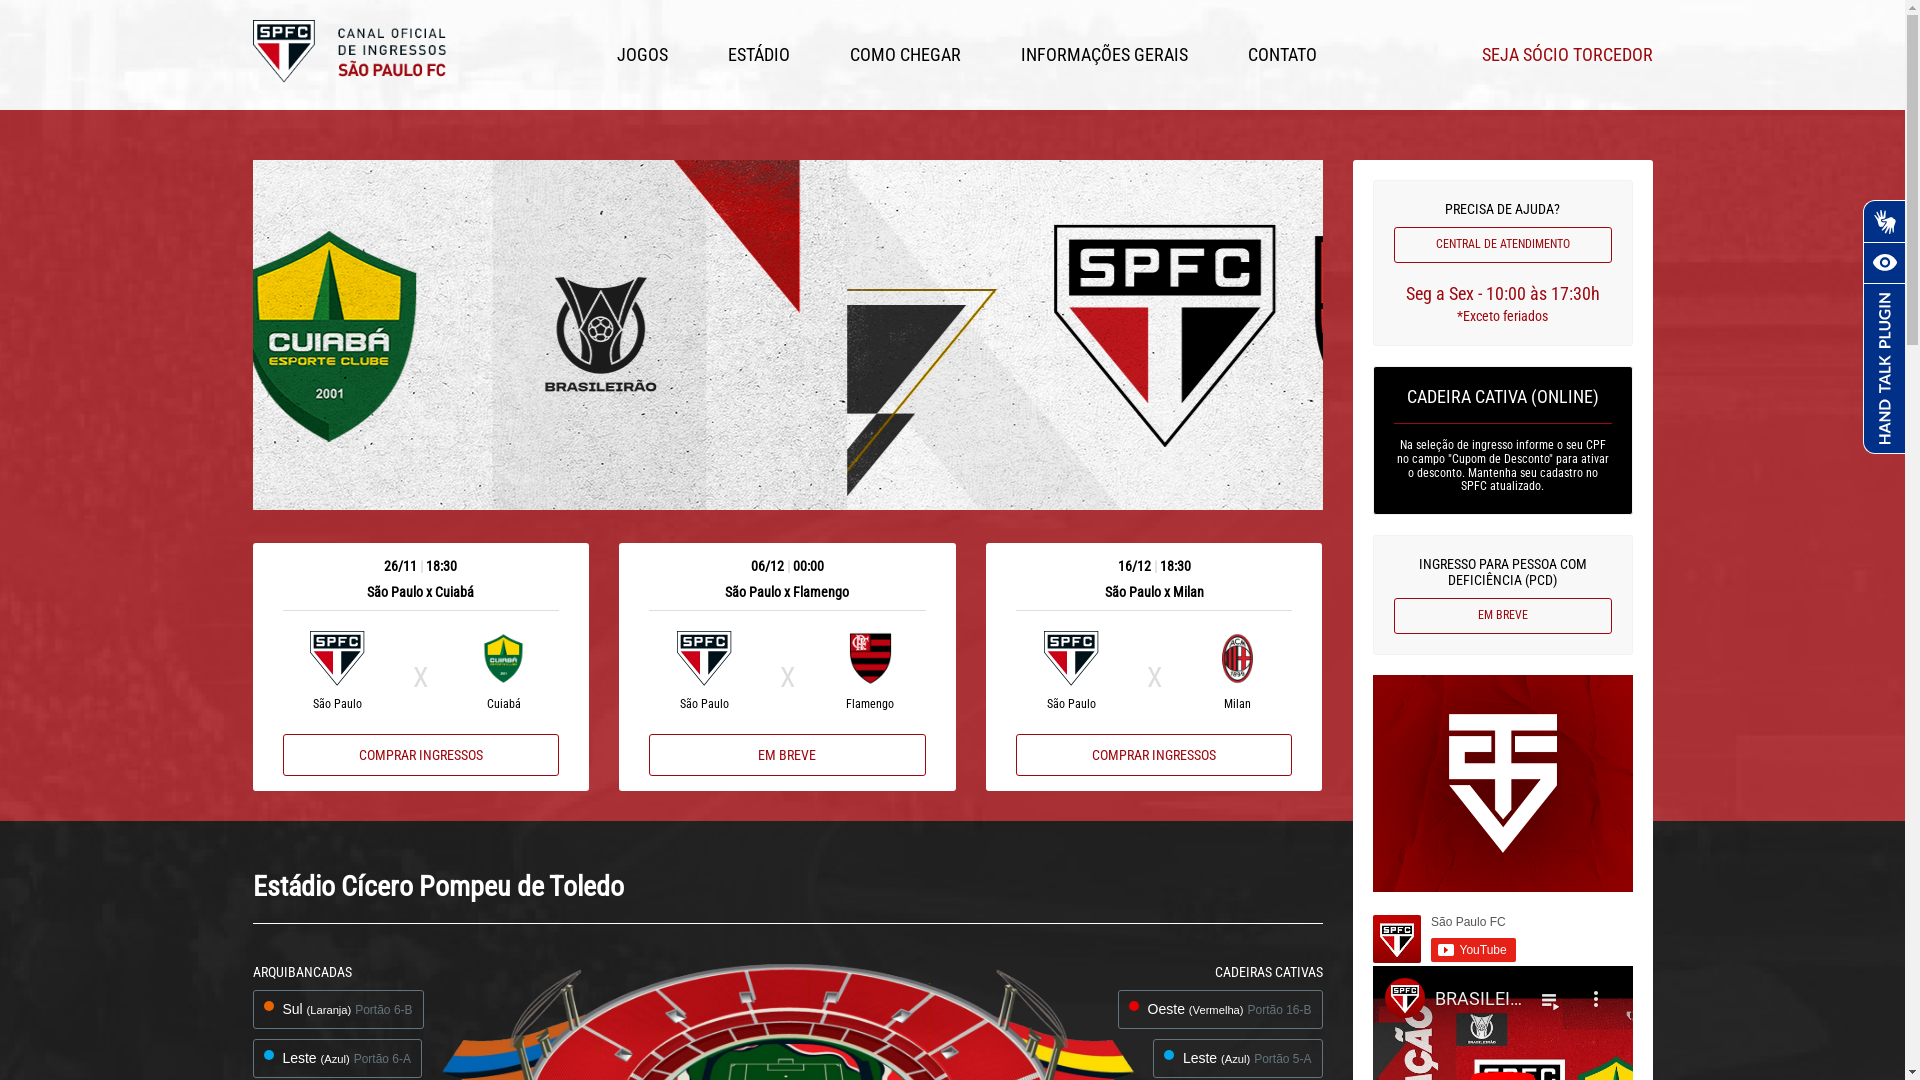 SPFC
CANAL OFICIAL
DE INGRESSOS
SÃO PAULO FC
JOGOS
ESTÁDIO
COMO CHEGAR
INFORMAÇÕES GERAIS
CONTATO
SEJA SÓCIO TORCEDOR
CUIABÁ
ESPORTE CLUBE
2001
BRASILEIRÃO
SPFC
PRECISA DE AJUDA?
CENTRAL DE ATENDIMENTO
Seg a Sex - 10:00 às 17:30h
*Exceto feriados
HAND TALK PLUGIN
CADEIRA CATIVA (ONLINE)
Na seleção de ingresso informe o seu CPF
no campo "Cupom de Desconto" para ativar
o desconto. Mantenha seu cadastro no
SPFC atualizado.
INGRESSO PARA PESSOA COM
DEFICIÊNCIA (PCD)
EM BREVE
26/11 | 18:30
São Paulo x Cuiabá
SPFC
X
CUIABÁ
São Paulo
Cuiabá
COMPRAR INGRESSOS
06/12 | 00:00
São Paulo x Flamengo
SPFC
X
São Paulo
Flamengo
EM BREVE
16/12 | 18:30
São Paulo x Milan
SPFC
X
ACM
1899
São Paulo
Milan
COMPRAR INGRESSOS
Estádio Cícero Pompeu de Toledo
ARQUIBANCADAS
Sul (Laranja) Portão 6-B
Leste (Azul) Portão 6-A
CADEIRAS CATIVAS
Oeste (Vermelha) Portão 16-B
Leste (Azul) Portão 5-A
SPFC
São Paulo FC
YouTube
SPFC
BRASILEI...
BRASILEIRÃO
SPFC